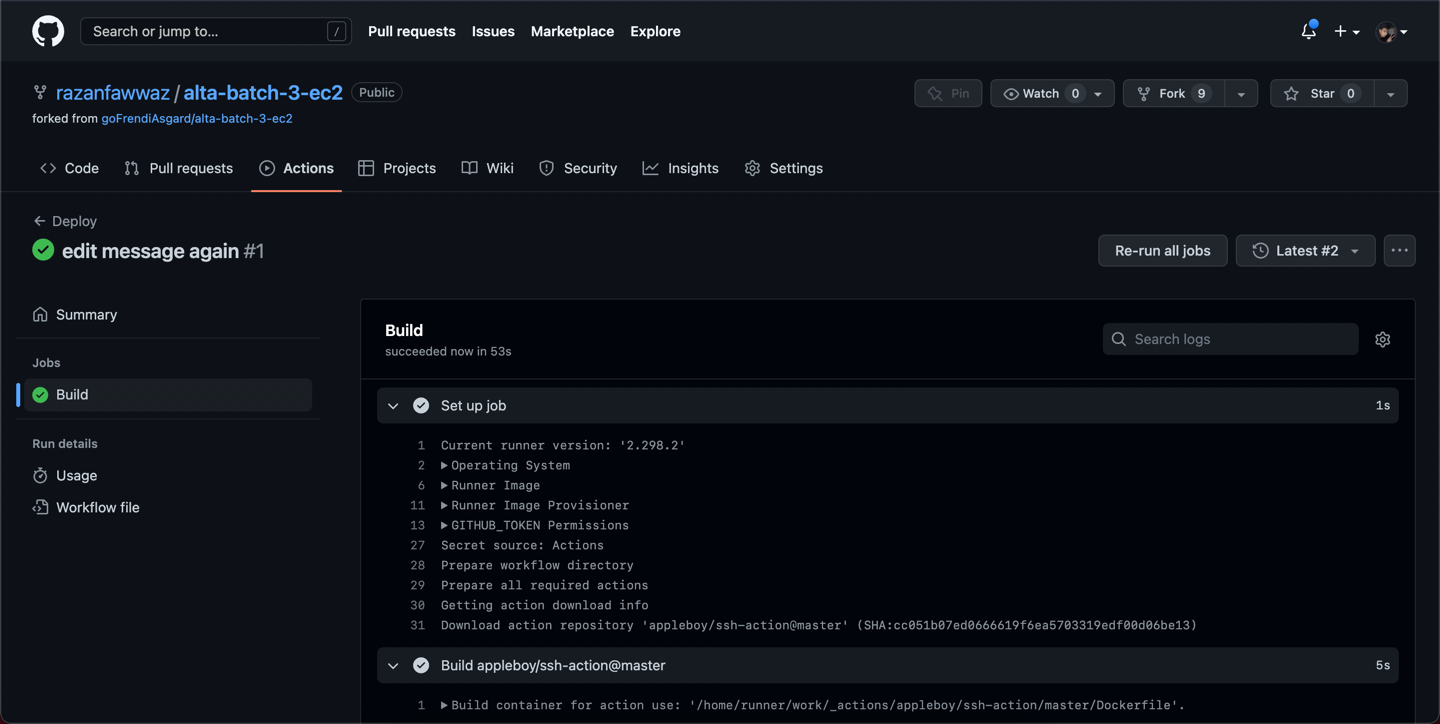 Search or jump to... / Pull requests Issues Marketplace Explore
razanfawwaz / alta-batch-3-ec2 Public Pin Watch 0 Fork 9 Star 0
forked from goFrendiAsgard/alta-batch-3-ec2
Code Pull requests Actions Projects Wiki Security Insights Settings
Deploy
edit message again #1 Re-run all jobs Latest #2
Summary
Jobs
Build
Run details
Usage
Workflow file
Build
succeeded now in 53s
Search logs
Set up job 1s
1 Current runner version: '2.298.2'
2 Operating System
6 Runner Image
11 Runner Image Provisioner
13 GITHUB_TOKEN Permissions
27 Secret source: Actions
28 Prepare workflow directory
29 Prepare all required actions
30 Getting action download info
31 Download action repository 'appleboy/ssh-action@master' (SHA:cc051b07ed0666619f6ea5703319edf00d06be13)
Build appleboy/ssh-action@master 5s
1 Build container for action use: '/home/runner/work/_actions/appleboy/ssh-action/master/Dockerfile'.